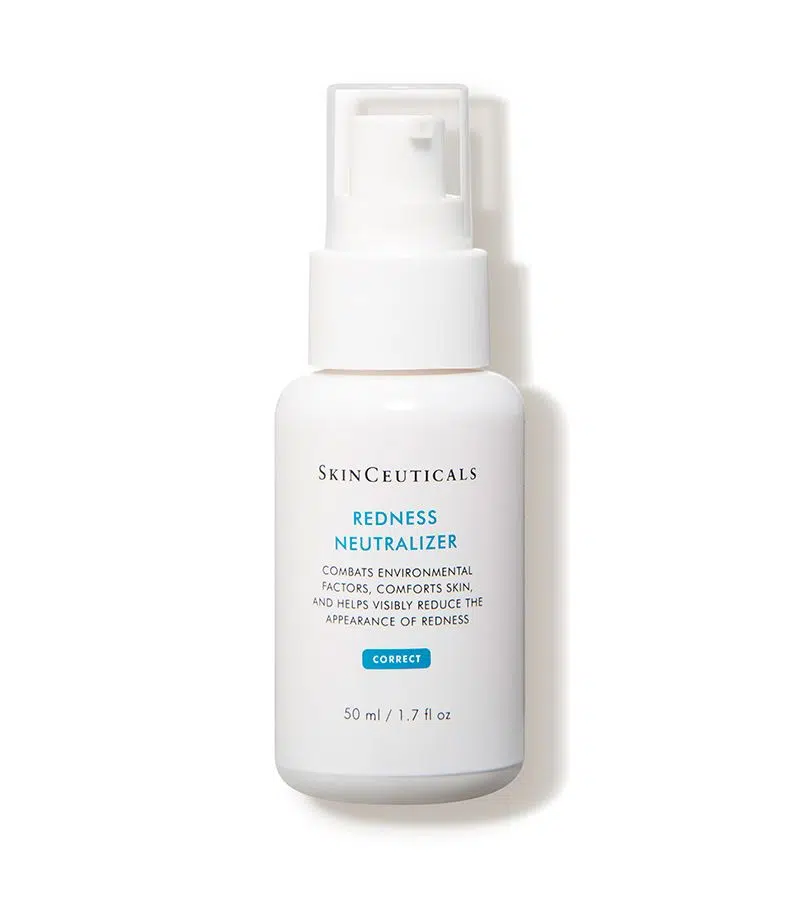 SKINCEUTICALS
REDNESS
NEUTRALIZER
COMBATS ENVIRONMENTAL
FACTORS, COMFORTS SKIN,
AND HELPS VISIBLY REDUCE THE
APPEARANCE OF REDNESS
CORRECT
50 ml / 1.7 fl oz